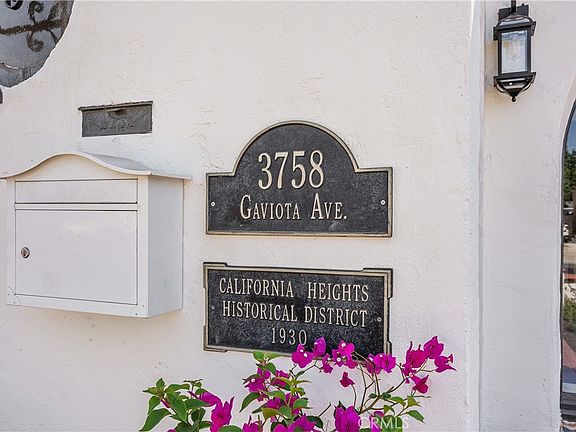 3758
GAVIOTA AVE.
CALIFORNIA HEIGHTS
HISTORICAL DISTRICT
1930
CRMLS